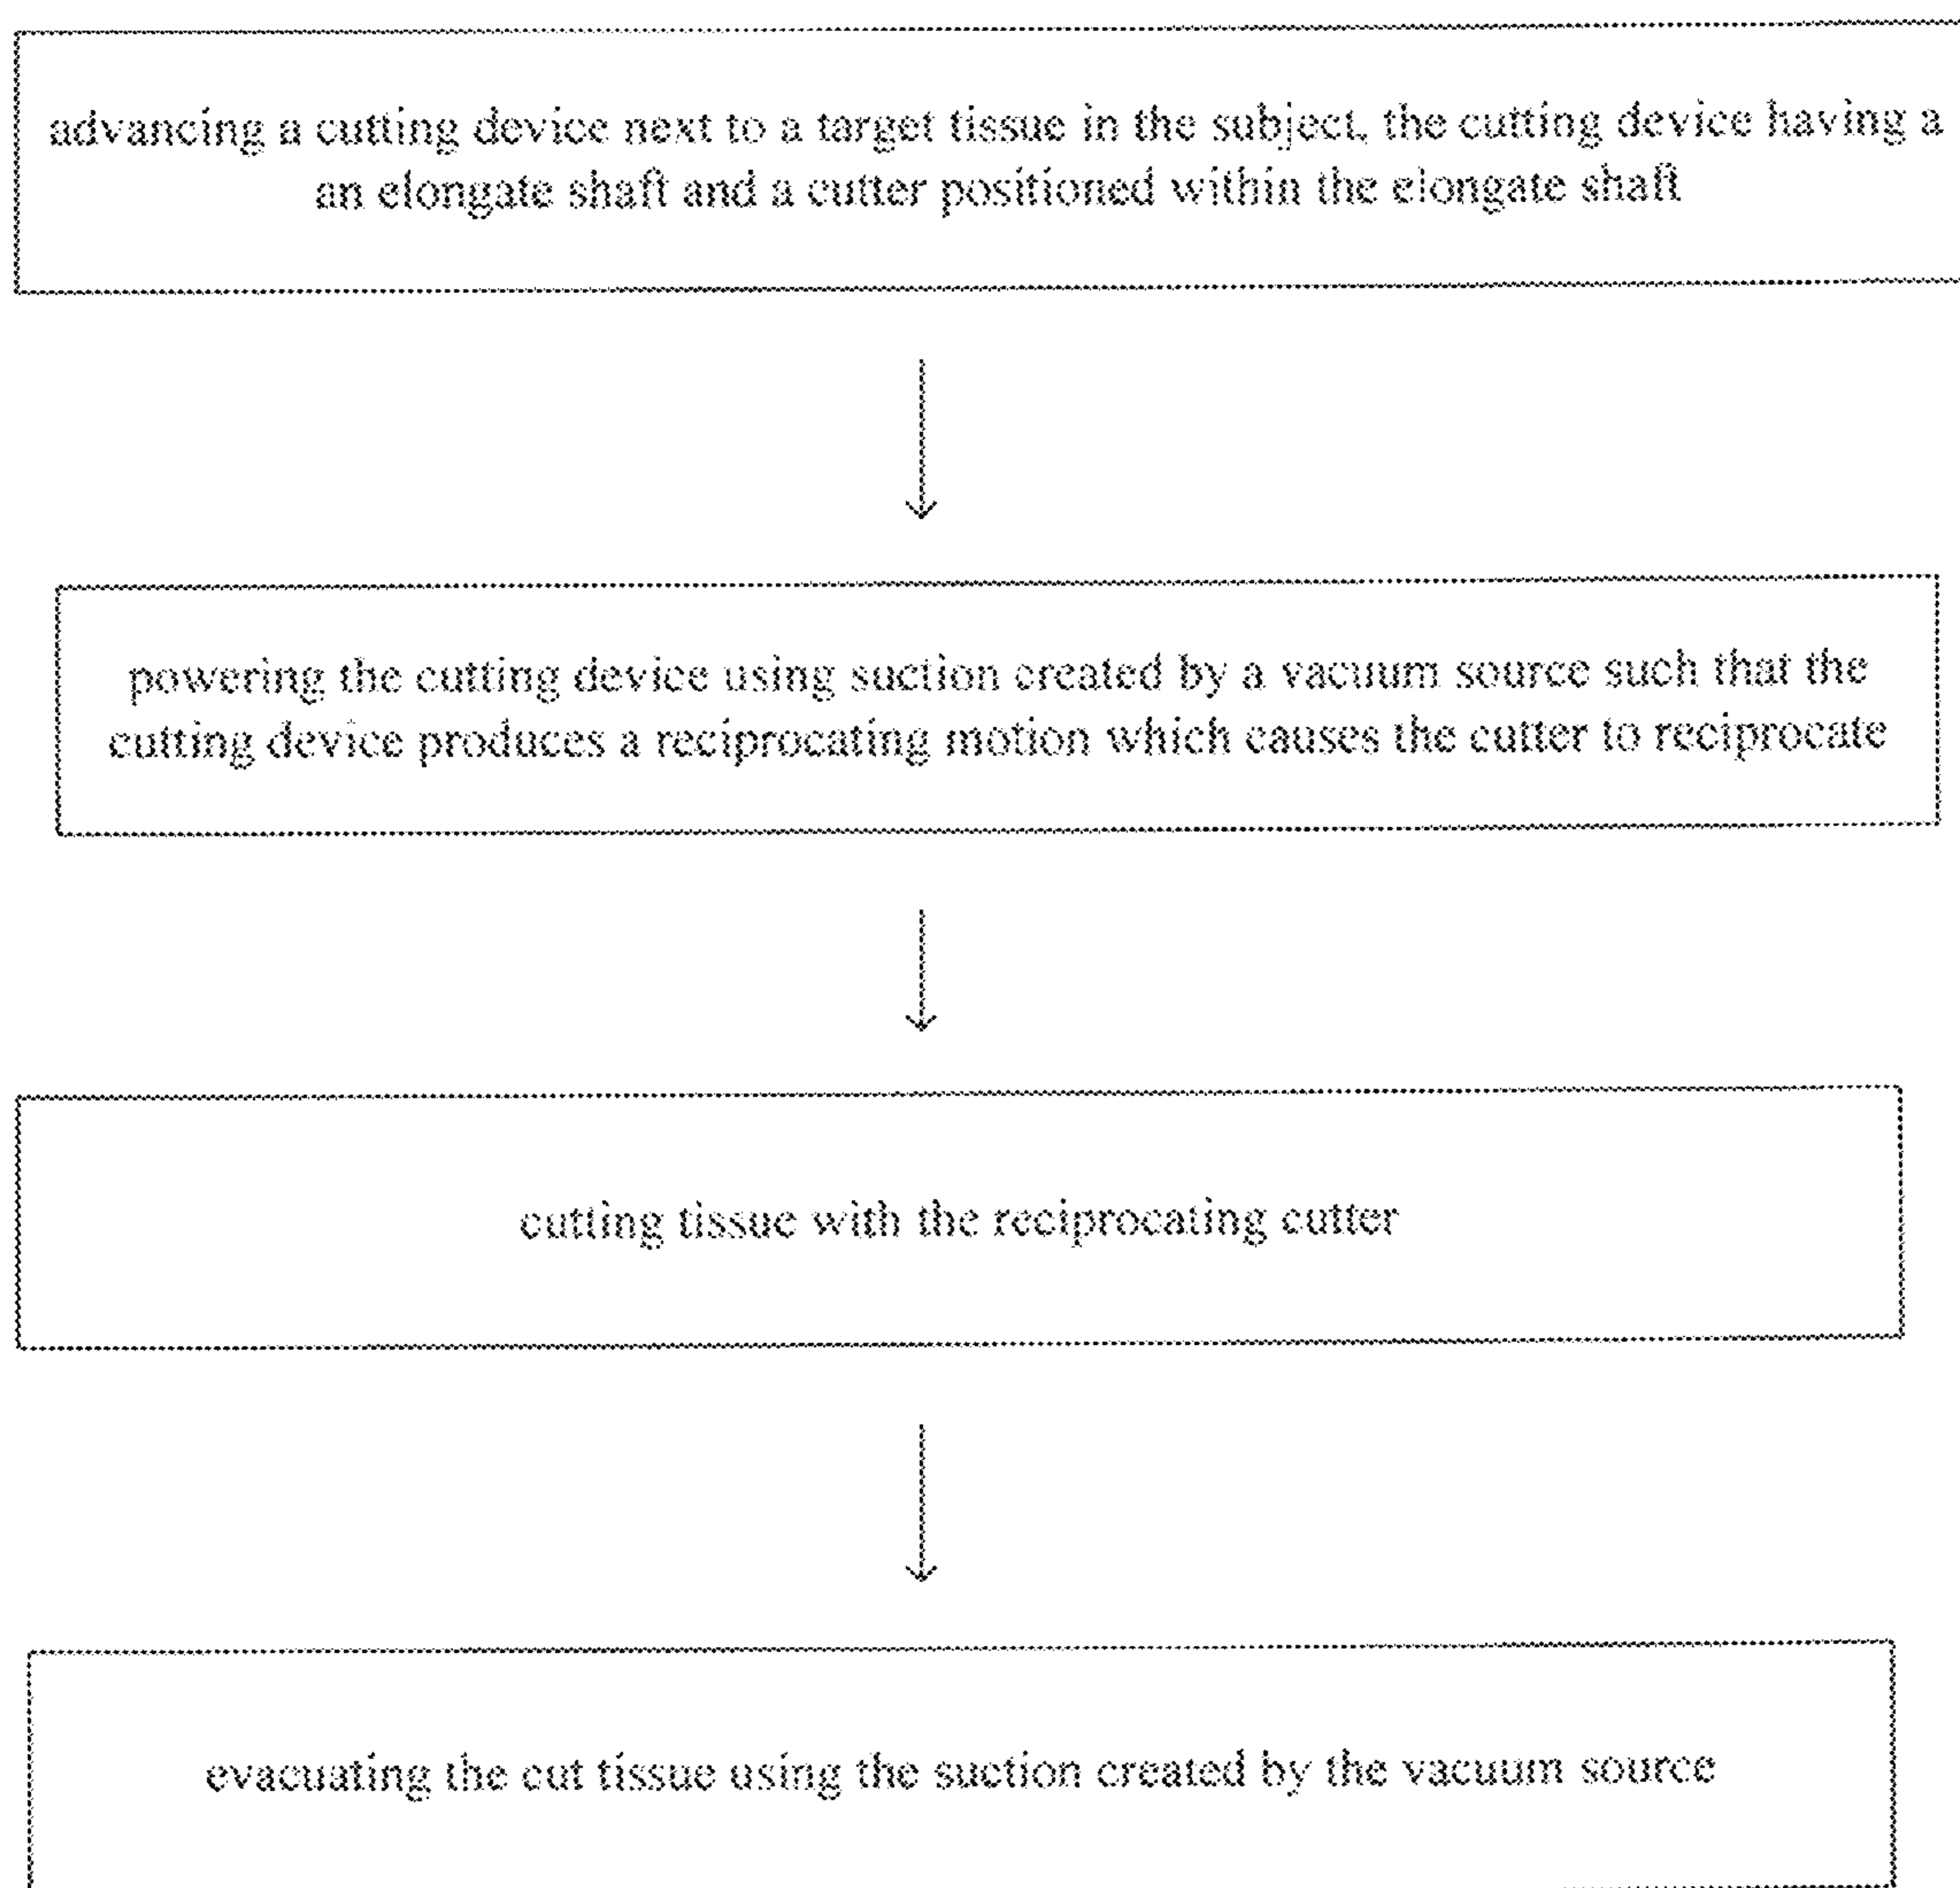 advancing a cutting device next to a target tissue in the subject, the cutting device having a
an elongate shaft and a cutter positioned within the elongate shaft
powering the cutting device using suction created by a vacuum source such that the
cutting device produces a reciprocating motion which causes the cutter to reciprocate
cutting tissue with the reciprocating cutter
evacuating the cut tissue using the suction created by the vacuum source